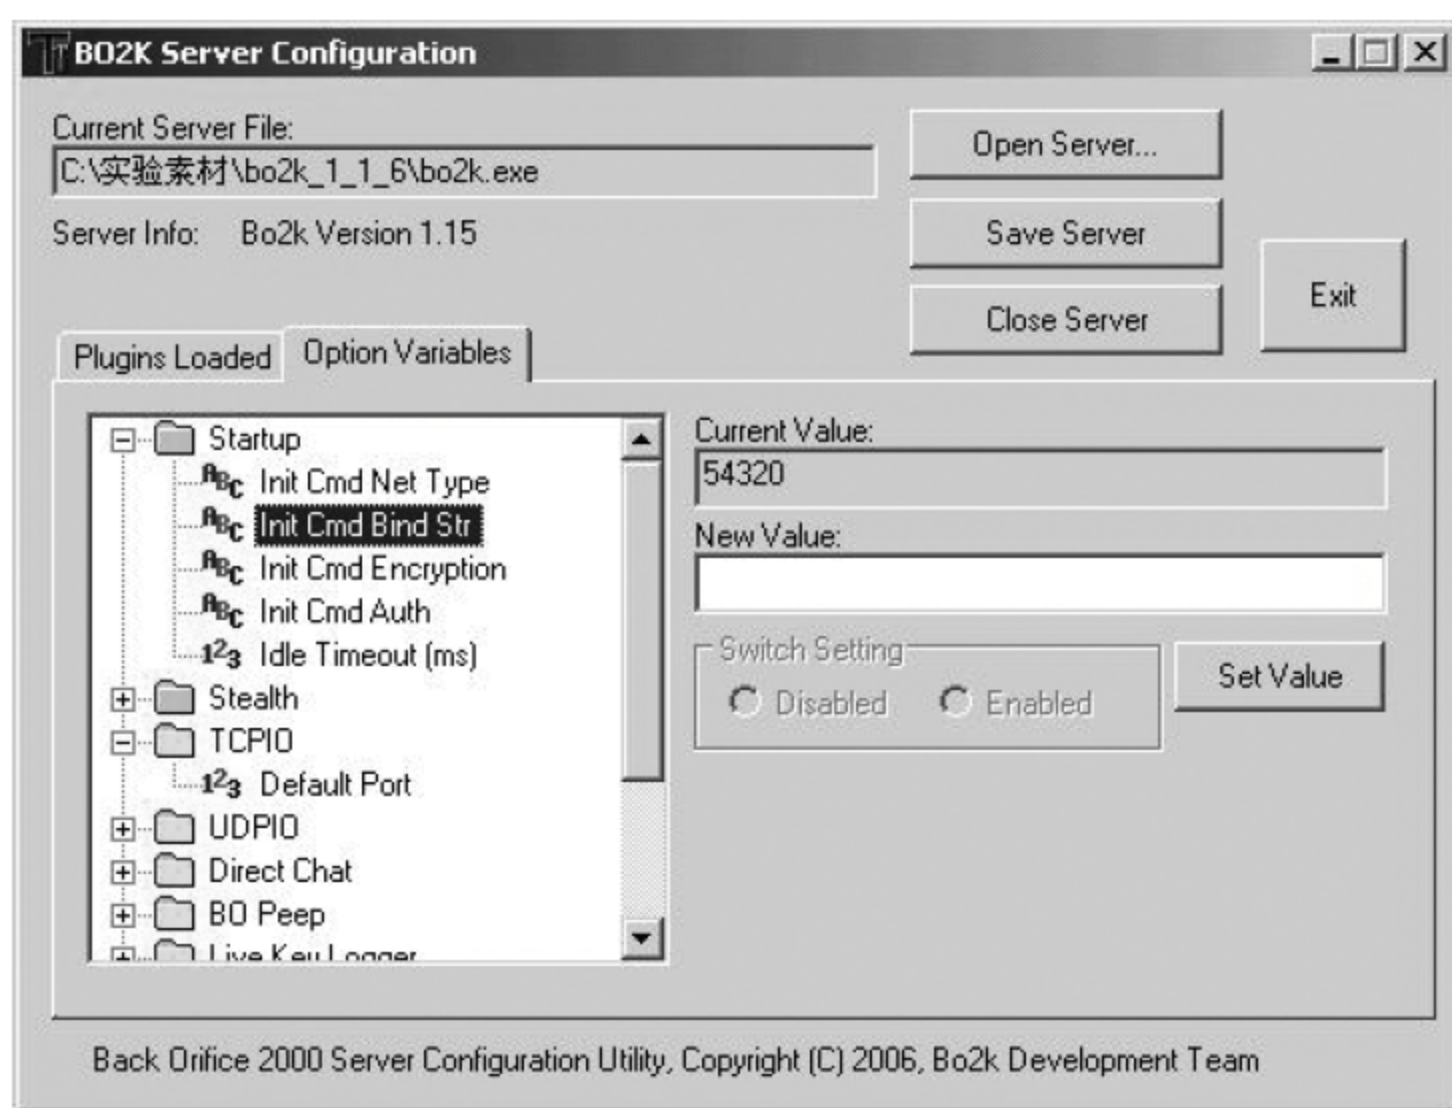 BO2K Server Configuration
Current Server File:
C:\实验素材\bo2k_1_1_6\bo2k.exe
Server Info: Bo2k Version 1.15
Open Server...
Save Server
Close Server
Exit
Plugins Loaded
Option Variables
Startup
Init Cmd Net Type
Init Cmd Bind Str
Init Cmd Encryption
Init Cmd Auth
Idle Timeout (ms)
Stealth
TCPIO
Default Port
UDPIO
Direct Chat
BO Peep
Live Key Logger
Current Value:
54320
New Value:
Switch Setting
Disabled
Enabled
Set Value
Back Orifice 2000 Server Configuration Utility, Copyright (C) 2006, Bo2k Development Team